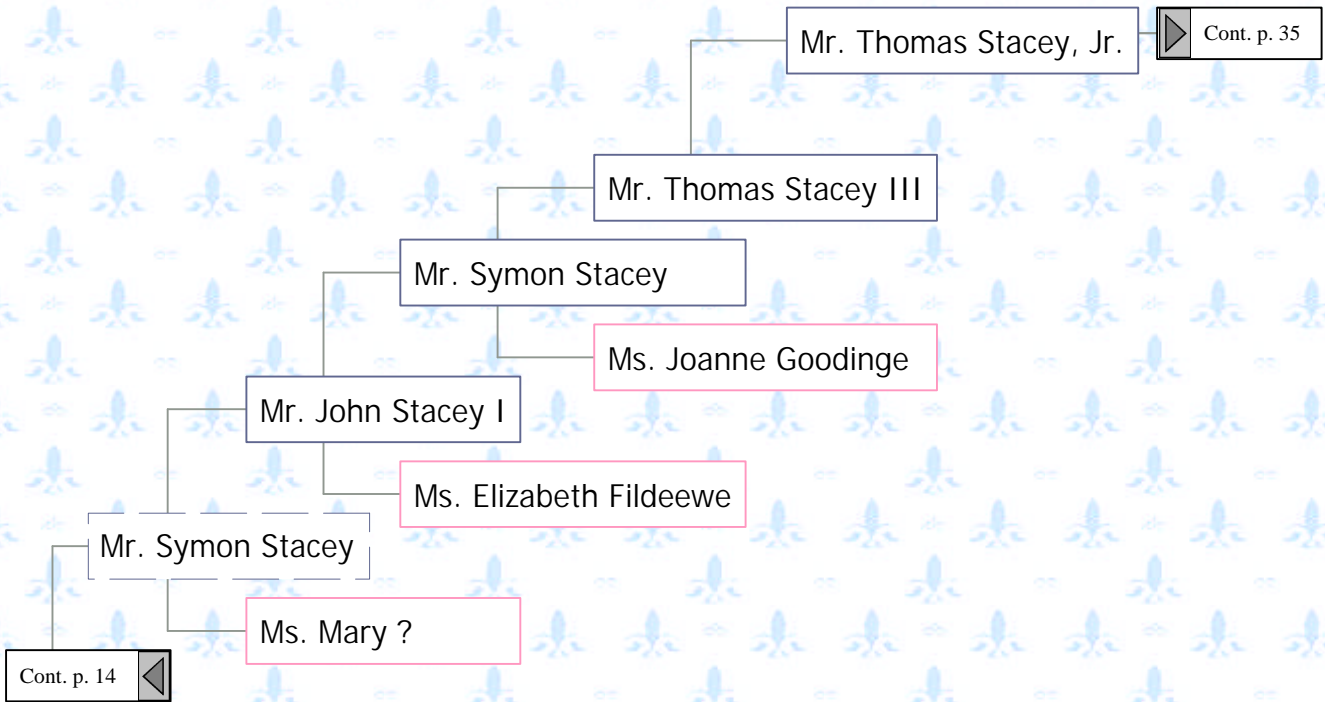 Mr. Thomas Stacey, Jr.
Cont. p. 35
Mr. Thomas Stacey III
Mr. Symon Stacey
Ms. Joanne Goodinge
Mr. John Stacey I
Ms. Elizabeth Fildeewe
Mr. Symon Stacey
Ms. Mary ?
Cont. p. 14